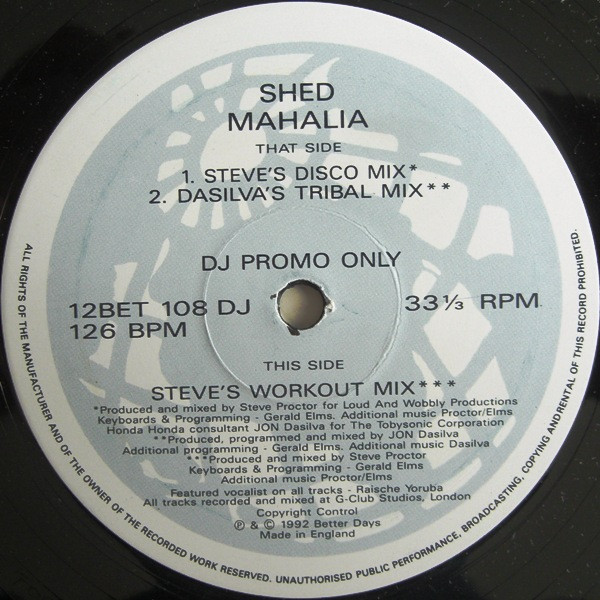 SHED
MAHALIA
THAT SIDE
1. STEVE'S DISCO MIX*
2. DASILVA'S TRIBAL MIX**
DJ PROMO ONLY
12BET 108 DJ
126 BPM
33⅓ RPM
THIS SIDE
STEVE'S WORKOUT MIX***
*Produced and mixed by Steve Proctor for Loud And Wobbly Productions
Keyboards & Programming - Gerald Elms. Additional music Proctor/Elms
Honda Honda consultant JON Dasilva for The Tobysonic Corporation
**Produced, programmed and mixed by JON Dasilva
Additional programming - Gerald Elms. Additional music Dasilva
***Produced and mixed by Steve Proctor
Keyboards & Programming - Gerald Elms
Additional music Proctor/Elms
Featured vocalist on all tracks - Raische Yoruba
All tracks recorded and mixed at G-Club Studios, London
Copyright Control
℗ & © 1992 Better Days
Made in England
ALL RIGHTS OF THE MANUFACTURER AND OF THE OWNER OF THE RECORDED WORK RESERVED. UNAUTHORISED PUBLIC PERFORMANCE, BROADCASTING, COPYING AND RENTAL OF THIS RECORD PROHIBITED.